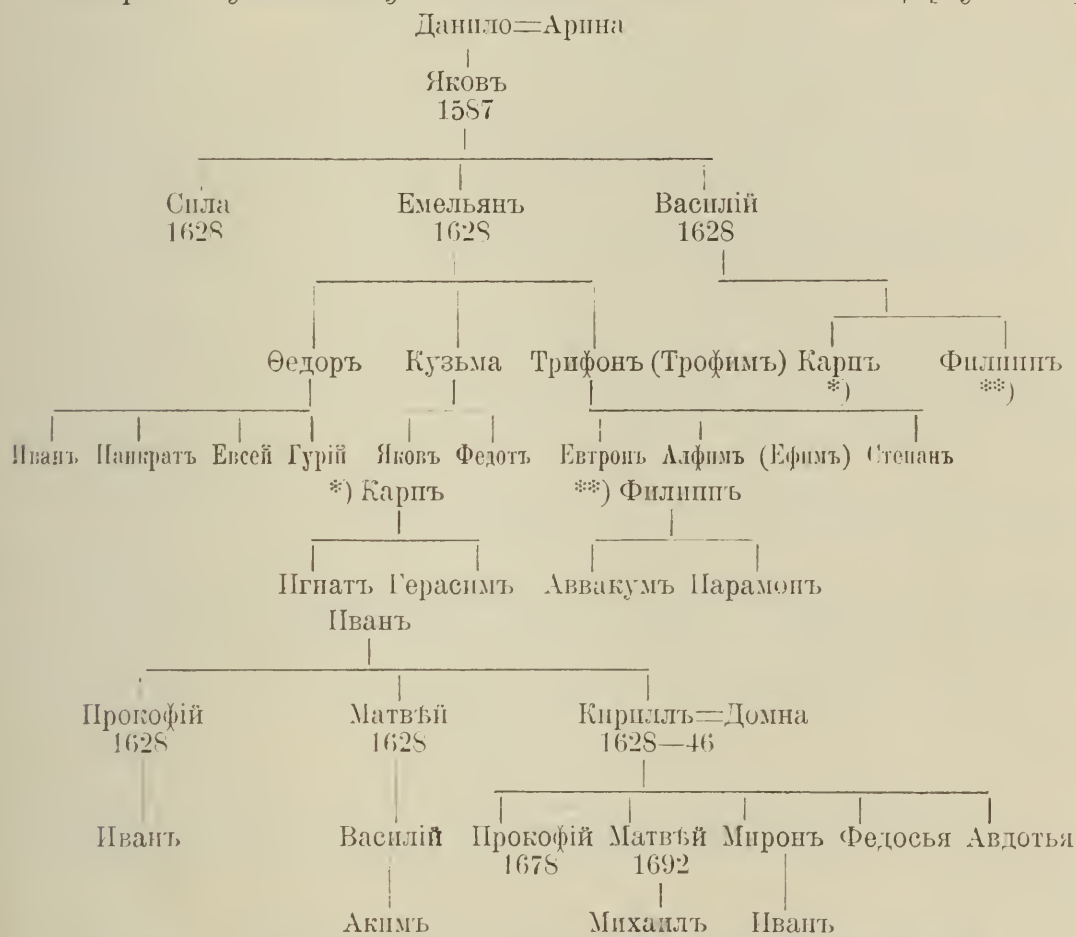 Данило=Арина
Яковъ
1587
Сила Емельянъ Василій
1628 1628 1628
Ѳедоръ Кузьма Трифонъ (Трофимъ) Карпъ Филиппъ
*) **)
Иванъ Панкратъ Евсей Гурій Яковъ Федотъ Евтронъ Алфимъ (Ефимъ) Степанъ
*) Карпъ **) Филиппъ
Игнатъ Герасимъ Аввакумъ Парамонъ
Иванъ
Прокофій Матвѣй Кириллъ=Домна
1628 1628 1628—46
Иванъ Василій Прокофій Матвѣй Миронъ Федосья Авдотья
1678 1692
Акимъ Михаилъ Иванъ